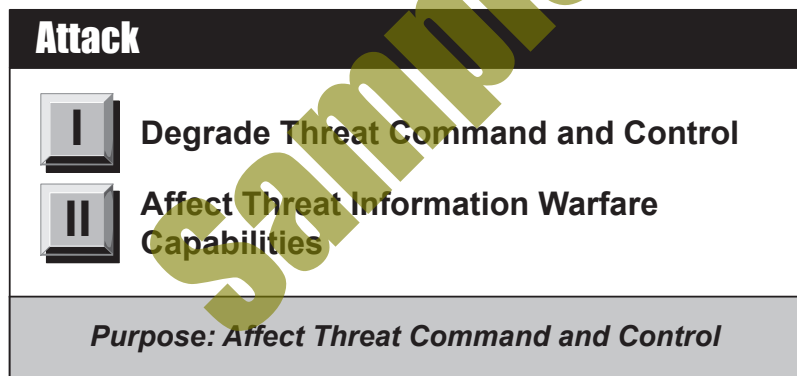 Attack
I Degrade Threat Command and Control
II Affect Threat Information Warfare
Capabilities
Purpose: Affect Threat Command and Control
Sample